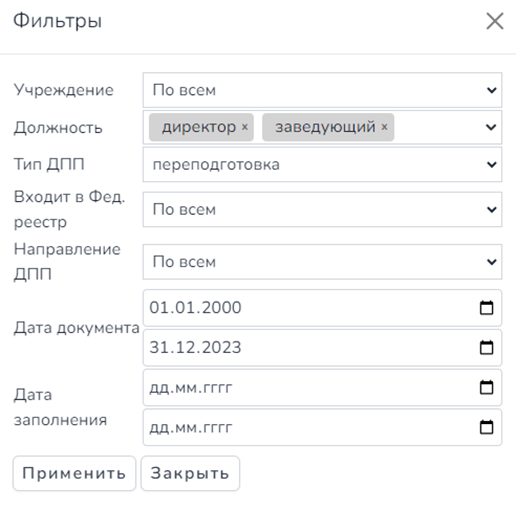 Фильтры
Учреждение По всем
Должность директор x заведующий x
Тип ДПП переподготовка
Входит в Фед. реестр По всем
Направление ДПП По всем
Дата документа 01.01.2000
31.12.2023
Дата заполнения дд.мм.гггг
дд.мм.гггг
Применить Закрыть